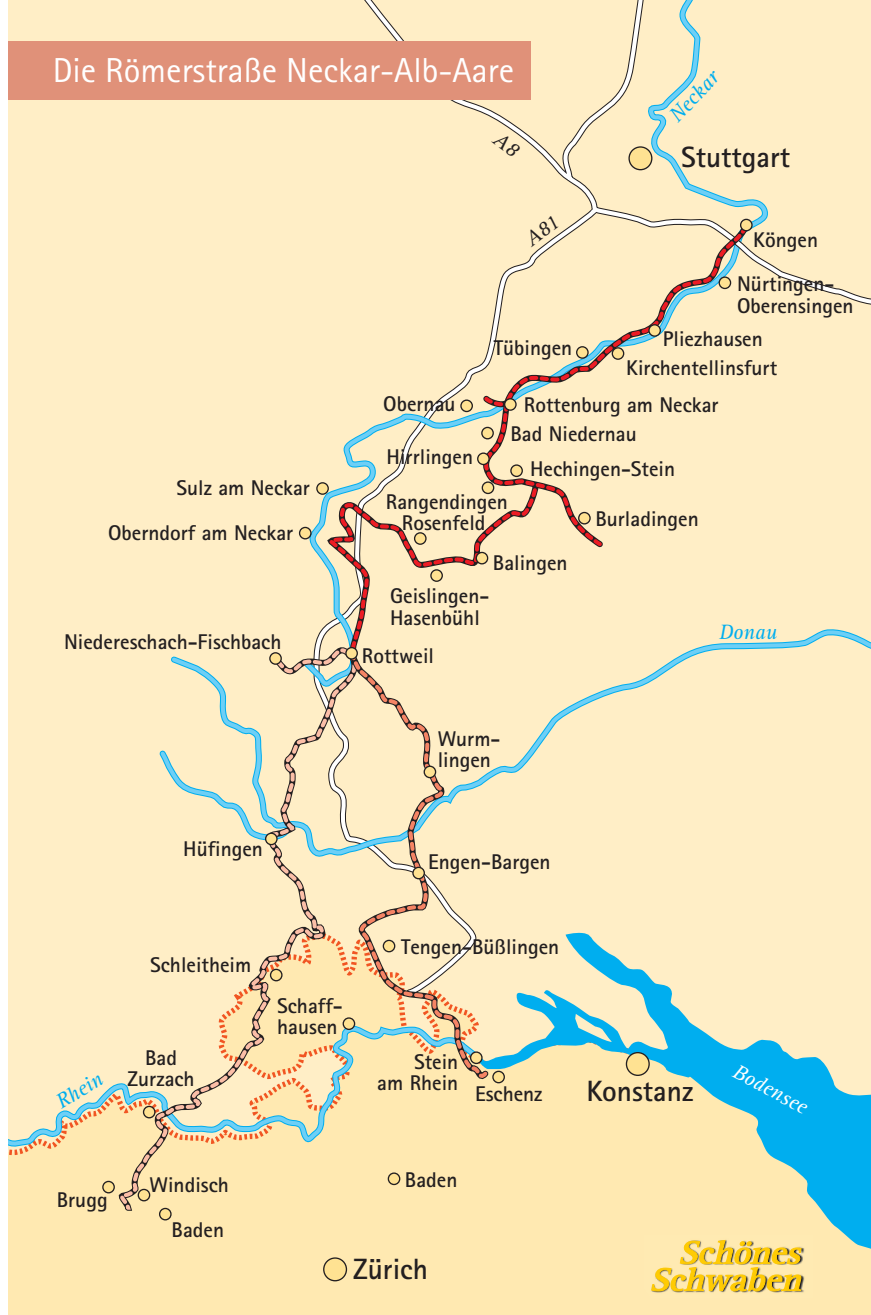 Die Römerstraße Neckar-Alb-Aare
Neckar
A8
Stuttgart
A81
Köngen
Nürtingen-
Oberensingen
Pliezhausen
Tübingen
Kirchentellinsfurt
Obernau
Rottenburg am Neckar
Bad Niedernau
Hirrlingen
Hechingen-Stein
Sulz am Neckar
Rangendingen
Rosenfeld
Burladingen
Oberndorf am Neckar
Balingen
Geislingen-
Hasenbühl
Niedereschach-Fischbach
Donau
Rottweil
Wurm-
lingen
Hüfingen
Engen-Bargen
Tengen-Büßlingen
Schleitheim
Schaff-
hausen
Stein
am Rhein
Bad
Zurzach
Rhein
Eschenz
Konstanz
Bodensee
Brugg
Windisch
Baden
Baden
Zürich
Schönes
Schwaben